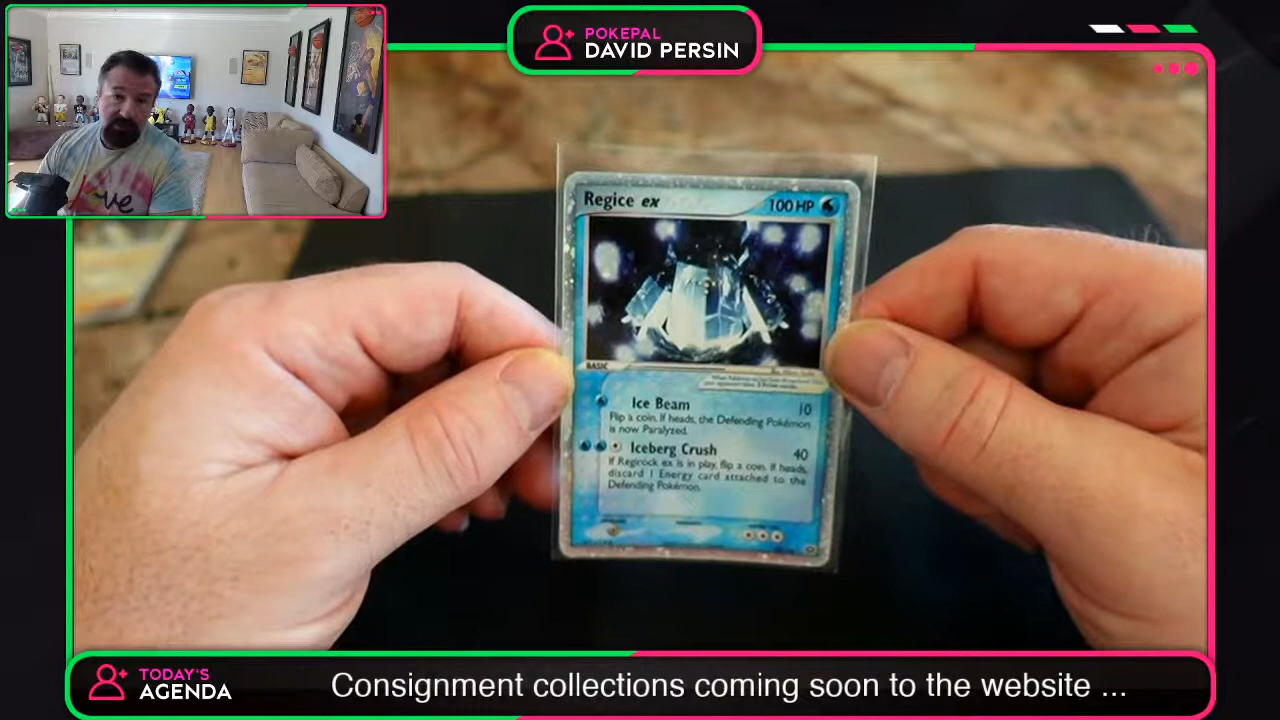 POKEPAL
DAVID PERSIN
Love
Regice ex
100 HP
BASIC
Ice Beam
10
Flip a coin. If heads, the Defending Pokémon
is now Paralyzed.
Iceberg Crush
40
If Regirock ex is in play, flip a coin. If heads,
discard 1 Energy card attached to the
Defending Pokémon.
TODAY'S
AGENDA
Consignment collections coming soon to the website ...